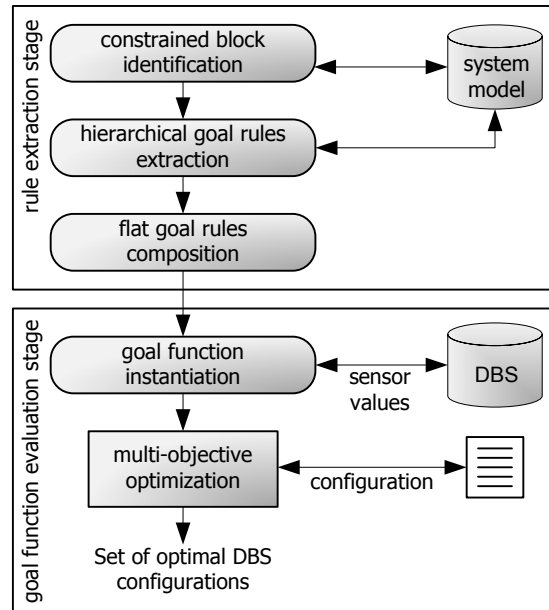 rule extraction stage
constrained block
identification
system
model
hierarchical goal rules
extraction
flat goal rules
composition
goal function evaluation stage
goal function
instantiation
sensor
values
DBS
multi-objective
optimization
configuration
Set of optimal DBS
configurations